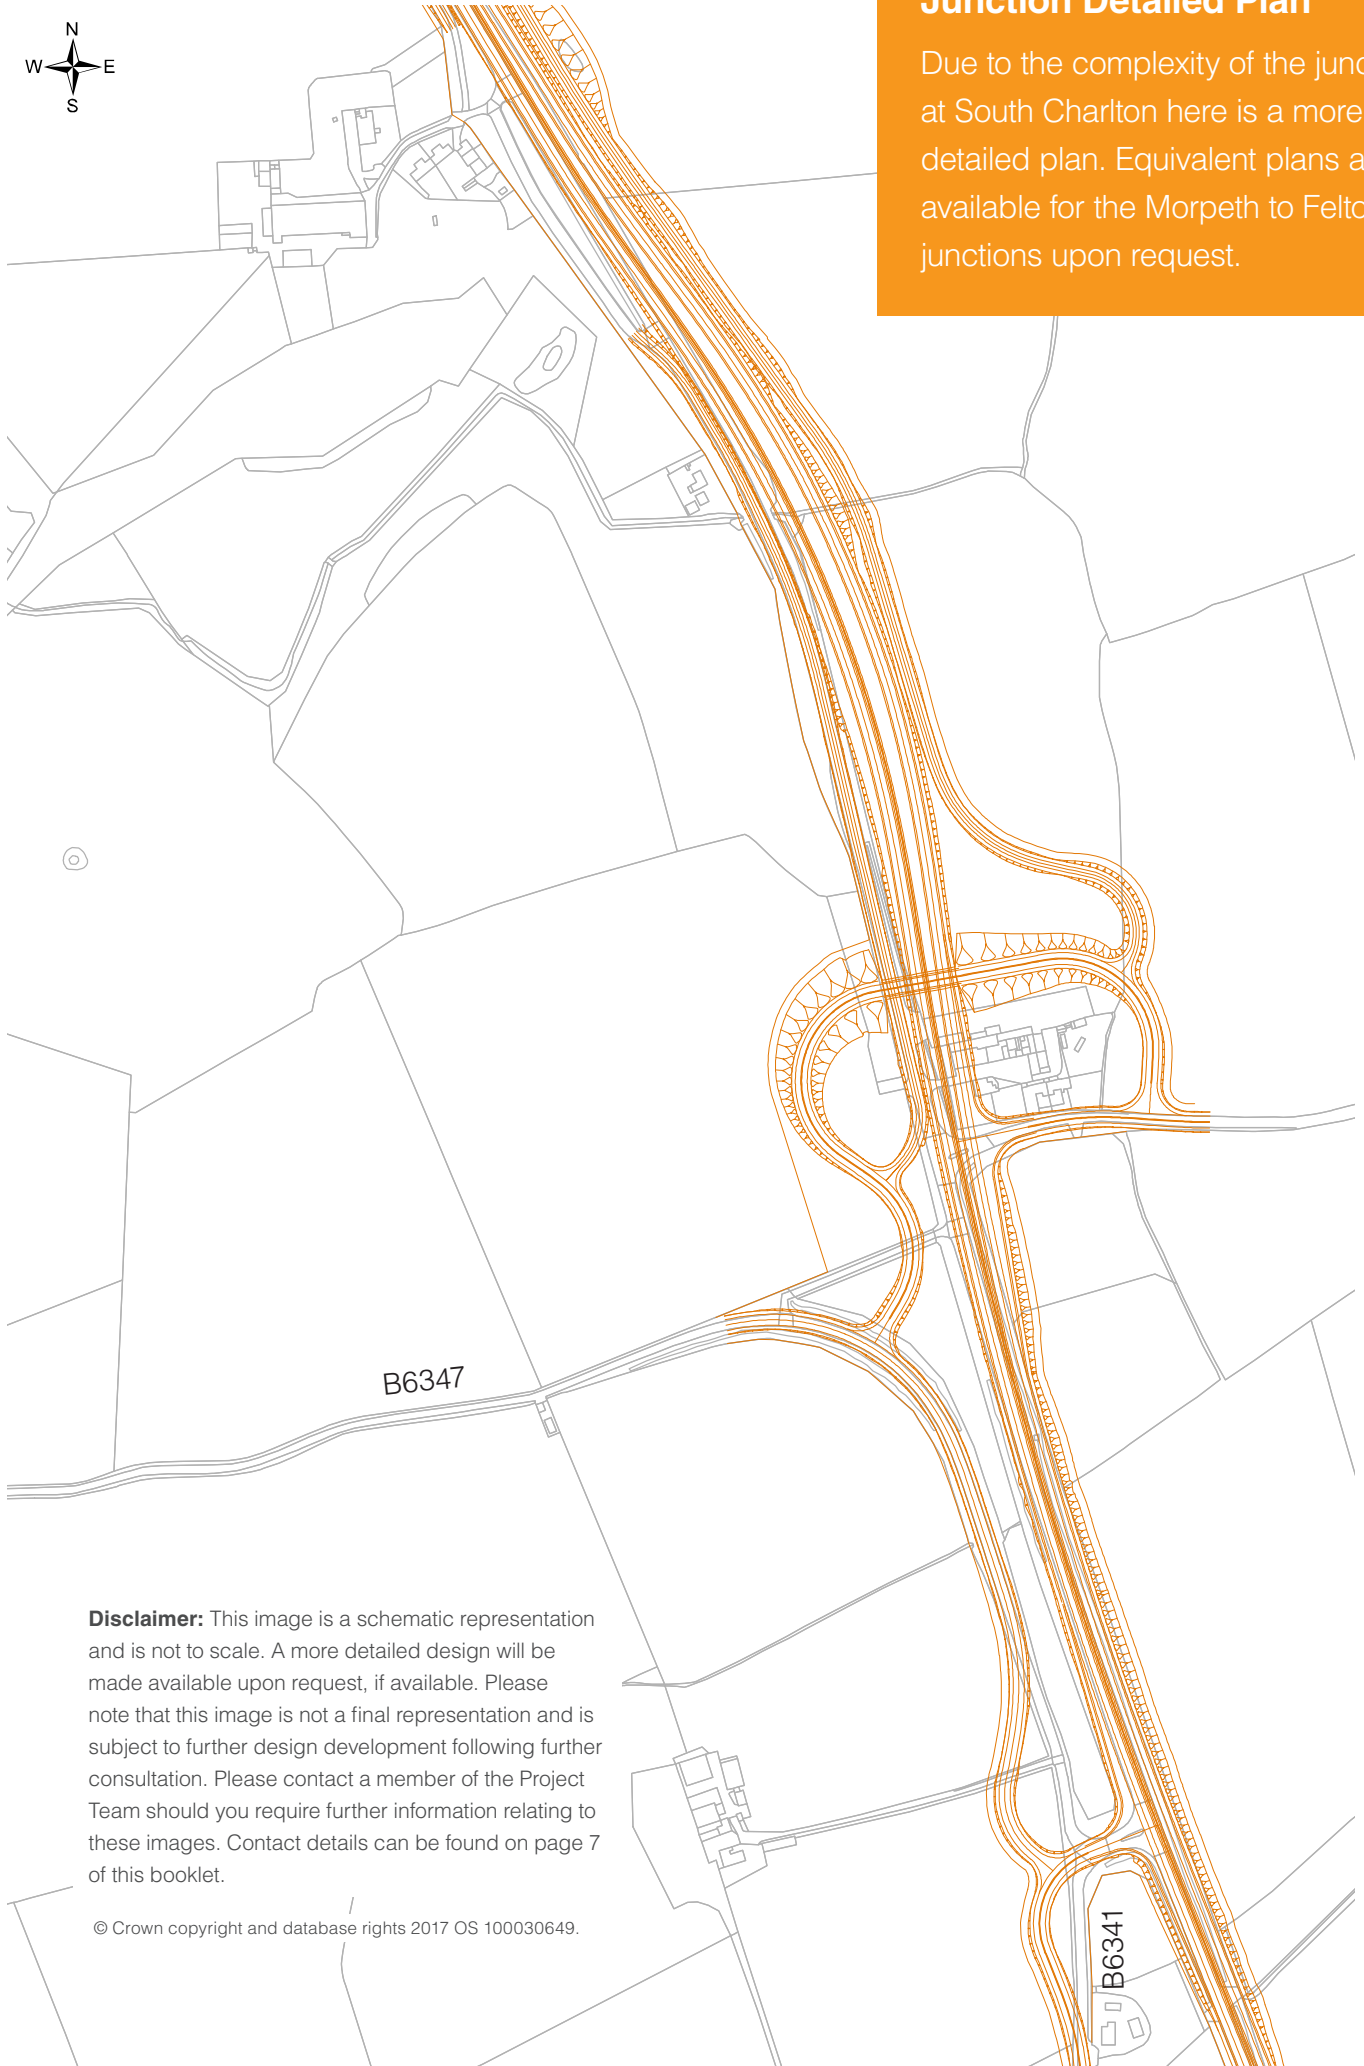 N
W E
S
Junction Detailed Plan
Due to the complexity of the
at South Charlton here is a more
detailed plan. Equivalent plans
available for the Morpeth to
junctions upon request.
B6347
Disclaimer: This image is a schematic representation
and is not to scale. A more detailed design will be
made available upon request, if available. Please
note that this image is not a final representation and is
subject to further design development following further
consultation. Please contact a member of the Project
Team should you require further information relating to
these images. Contact details can be found on page 7
of this booklet.
© Crown copyright and database rights 2017 OS 100030649.
B6341